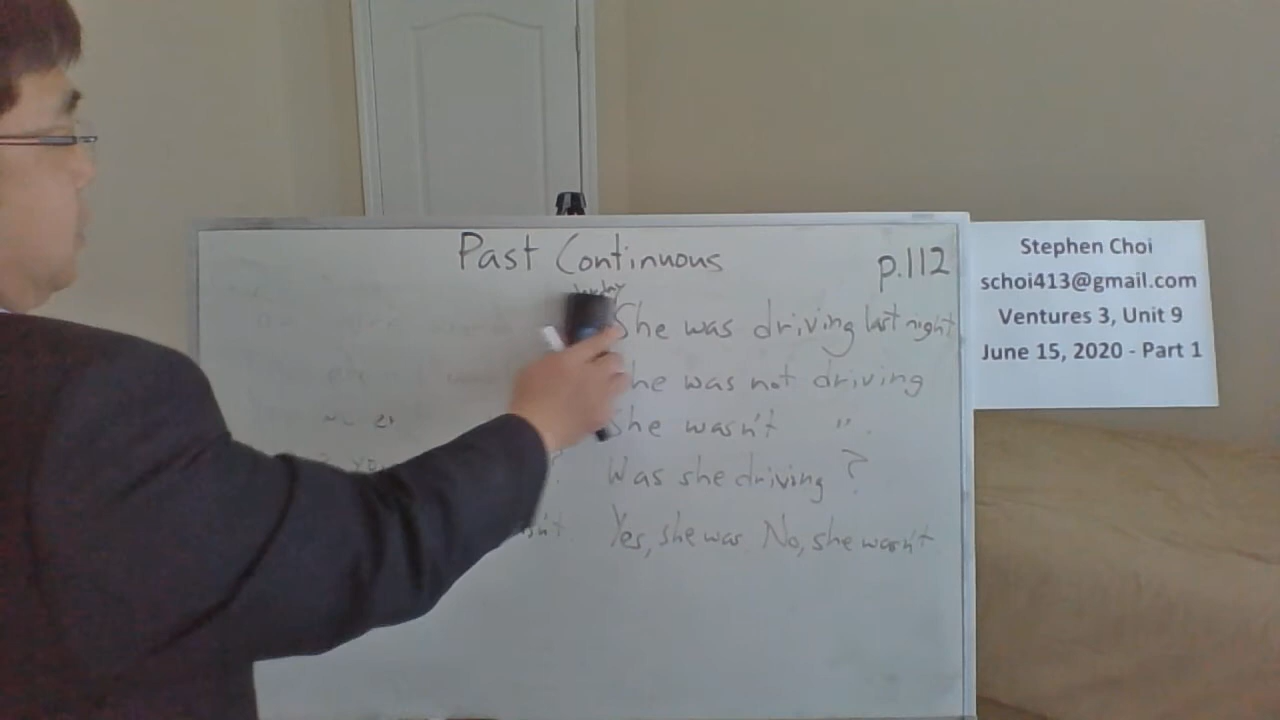 Past Continuous
p.112
She was driving last night
she was not driving
She wasn't " .
Was she driving?
Yes, she was. No, she wasn't
Stephen Choi
schoi413@gmail.com
Ventures 3, Unit 9
June 15, 2020 - Part 1